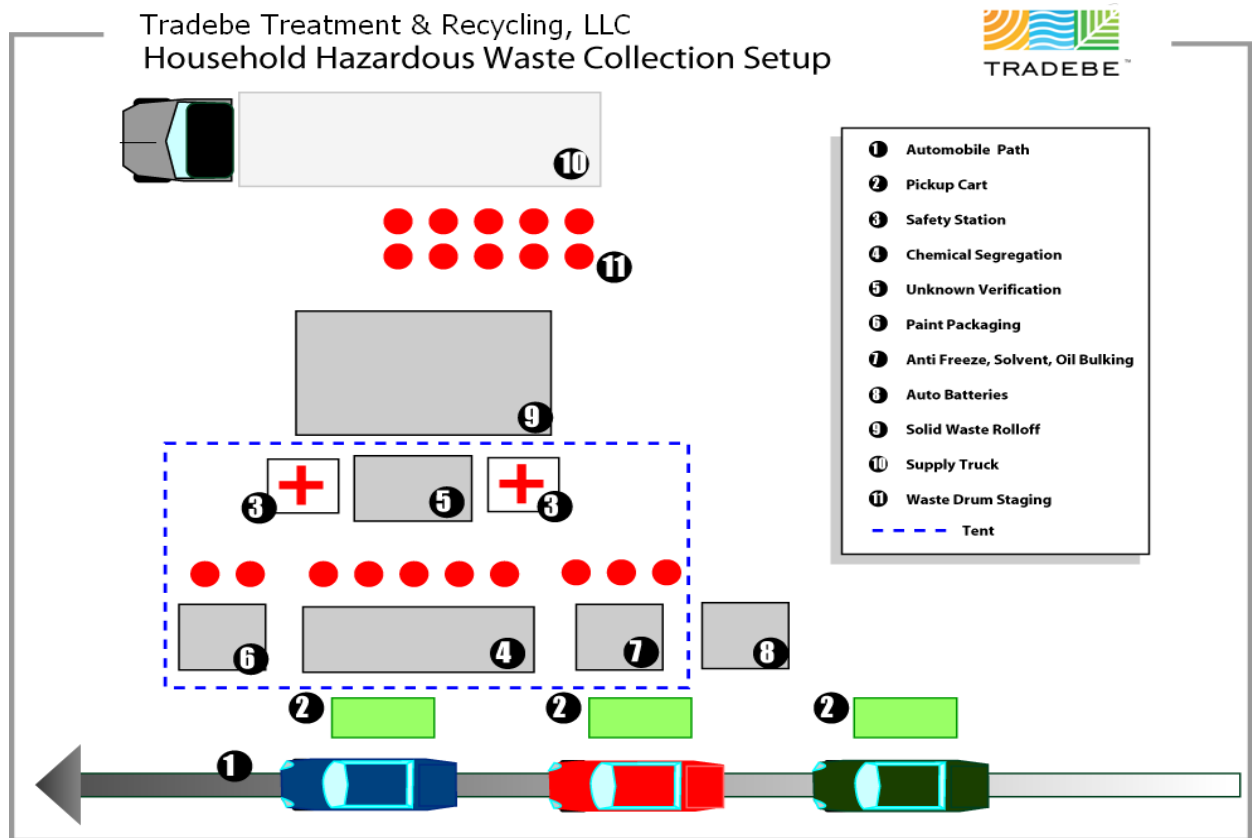 Tradebe Treatment & Recycling, LLC
Household Hazardous Waste Collection Setup
TRADEBE™
1 Automobile Path
2 Pickup Cart
3 Safety Station
4 Chemical Segregation
5 Unknown Verification
6 Paint Packaging
7 Anti Freeze, Solvent, Oil Bulking
8 Auto Batteries
9 Solid Waste Rolloff
10 Supply Truck
11 Waste Drum Staging
Tent
10
11
9
3
5
3
6
4
7
8
2
2
2
1